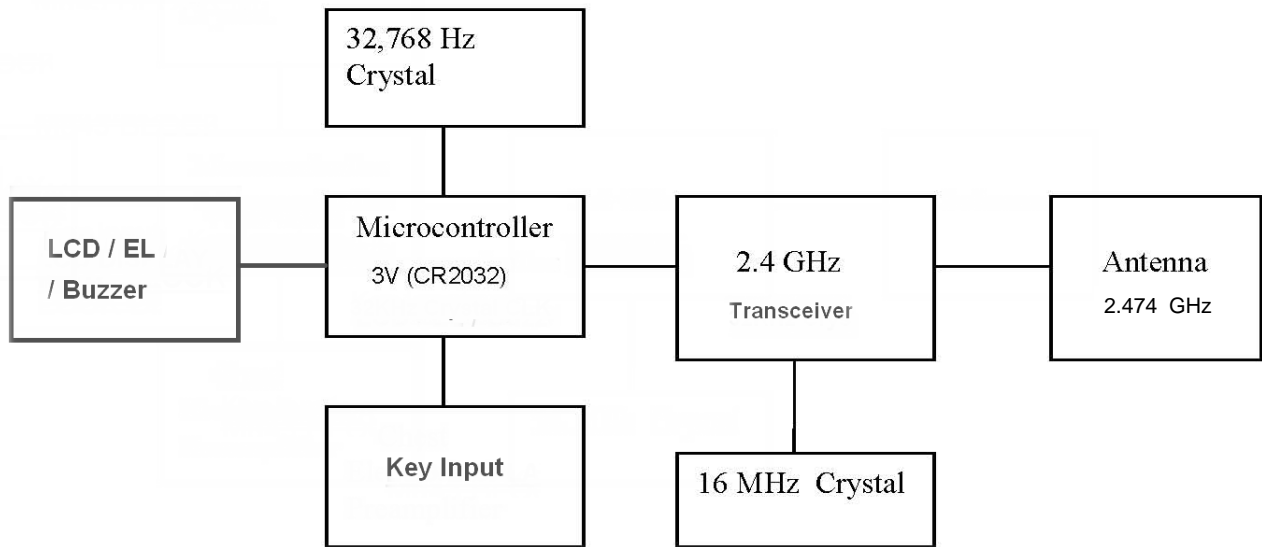 32,768 Hz
Crystal
LCD / EL
/ Buzzer
Microcontroller
3V (CR2032)
2.4 GHz
Transceiver
Antenna
2.474 GHz
Key Input
16 MHz Crystal